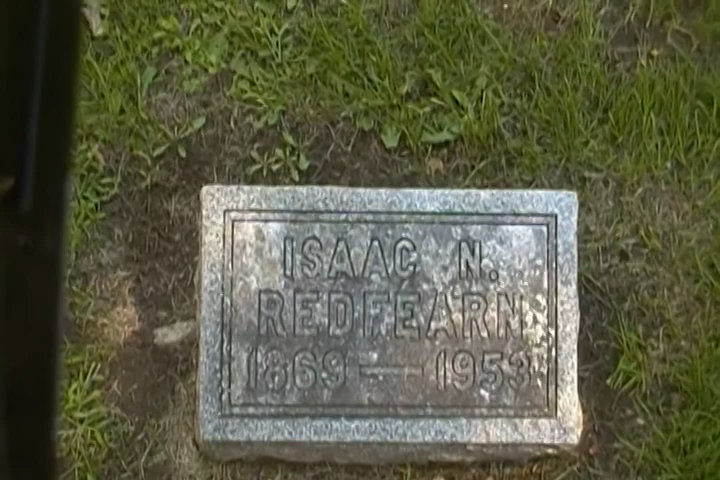 ISAAC N.
REDFEARN
1869 — 1953